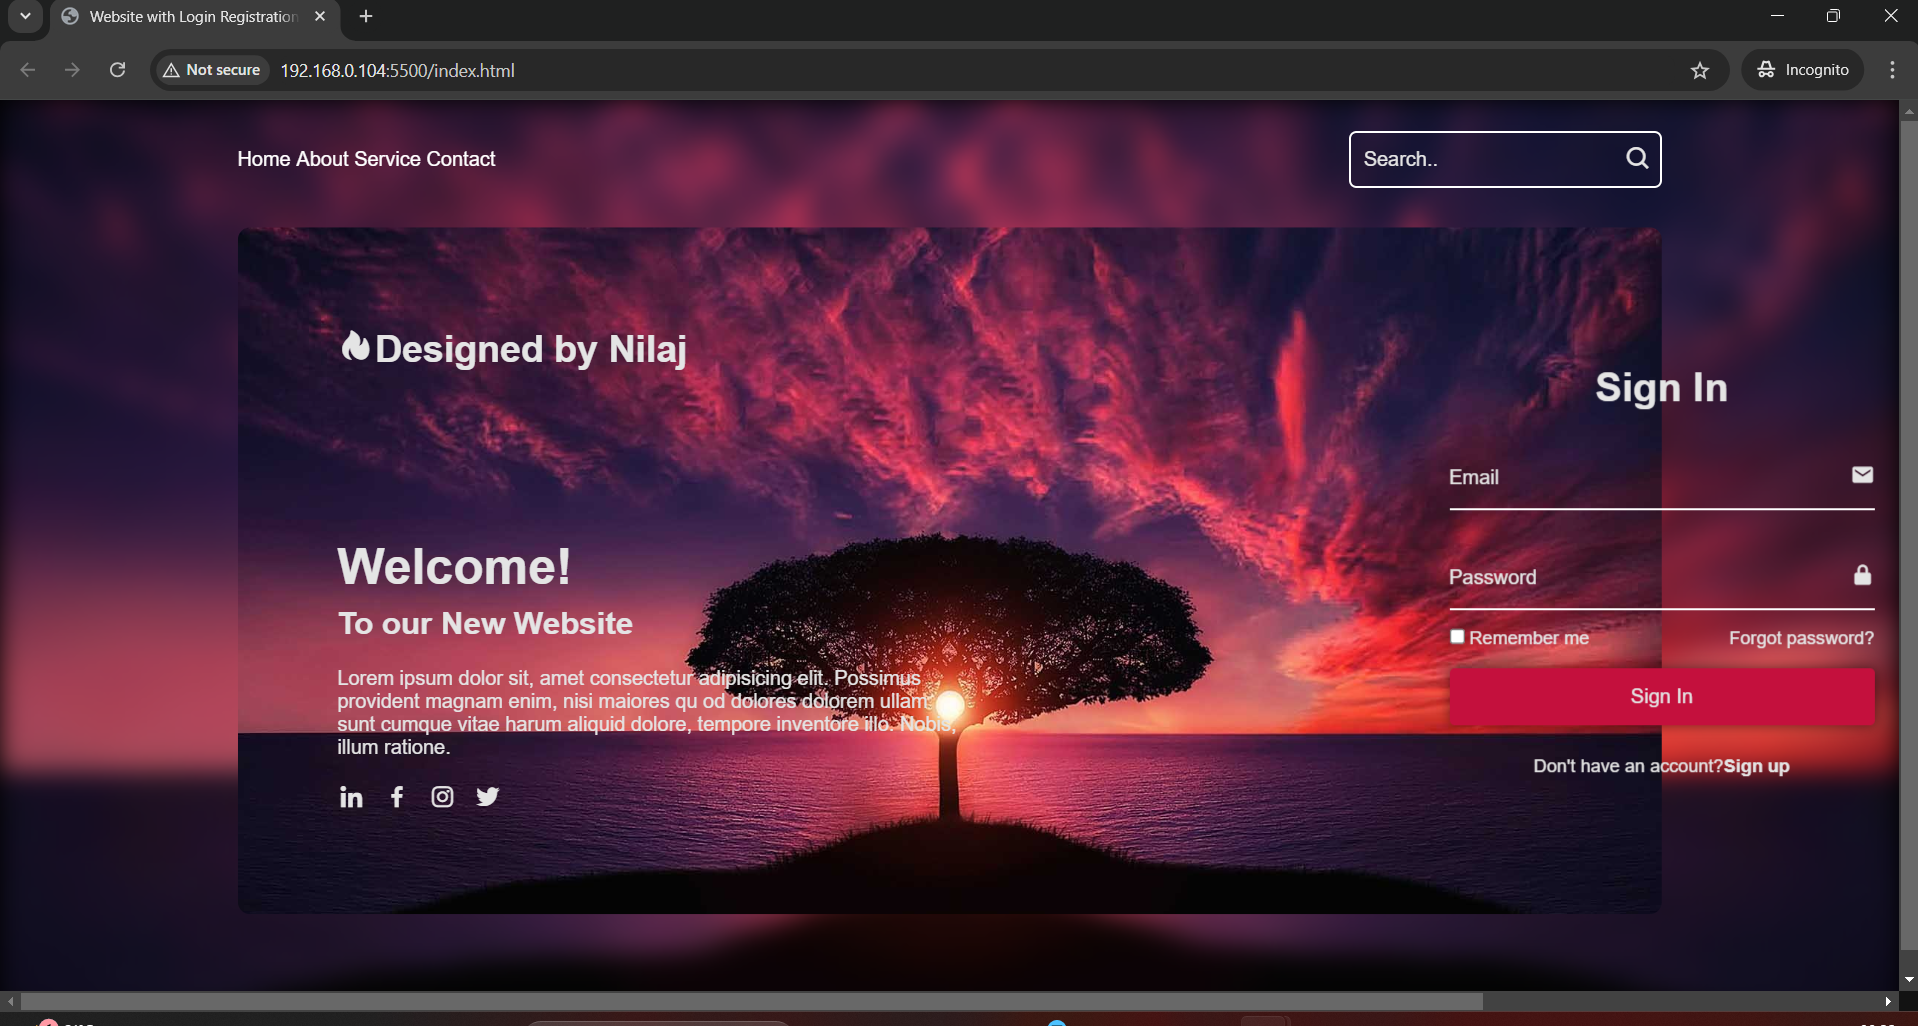 Website with Login Registration
Not secure
192.168.0.104:5500/index.html
Incognito
Home About Service Contact
Search..
Designed by Nilaj
Welcome!
To our New Website
Lorem ipsum dolor sit, amet consectetur adipisicing elit. Possimus
provident magnam enim, nisi maiores qu od dolores dolorem ullam
sunt cumque vitae harum aliquid dolore, tempore inventore illo. Nobis,
illum ratione.
in
Sign In
Email
Password
Remember me
Forgot password?
Sign In
Don't have an account?Sign up